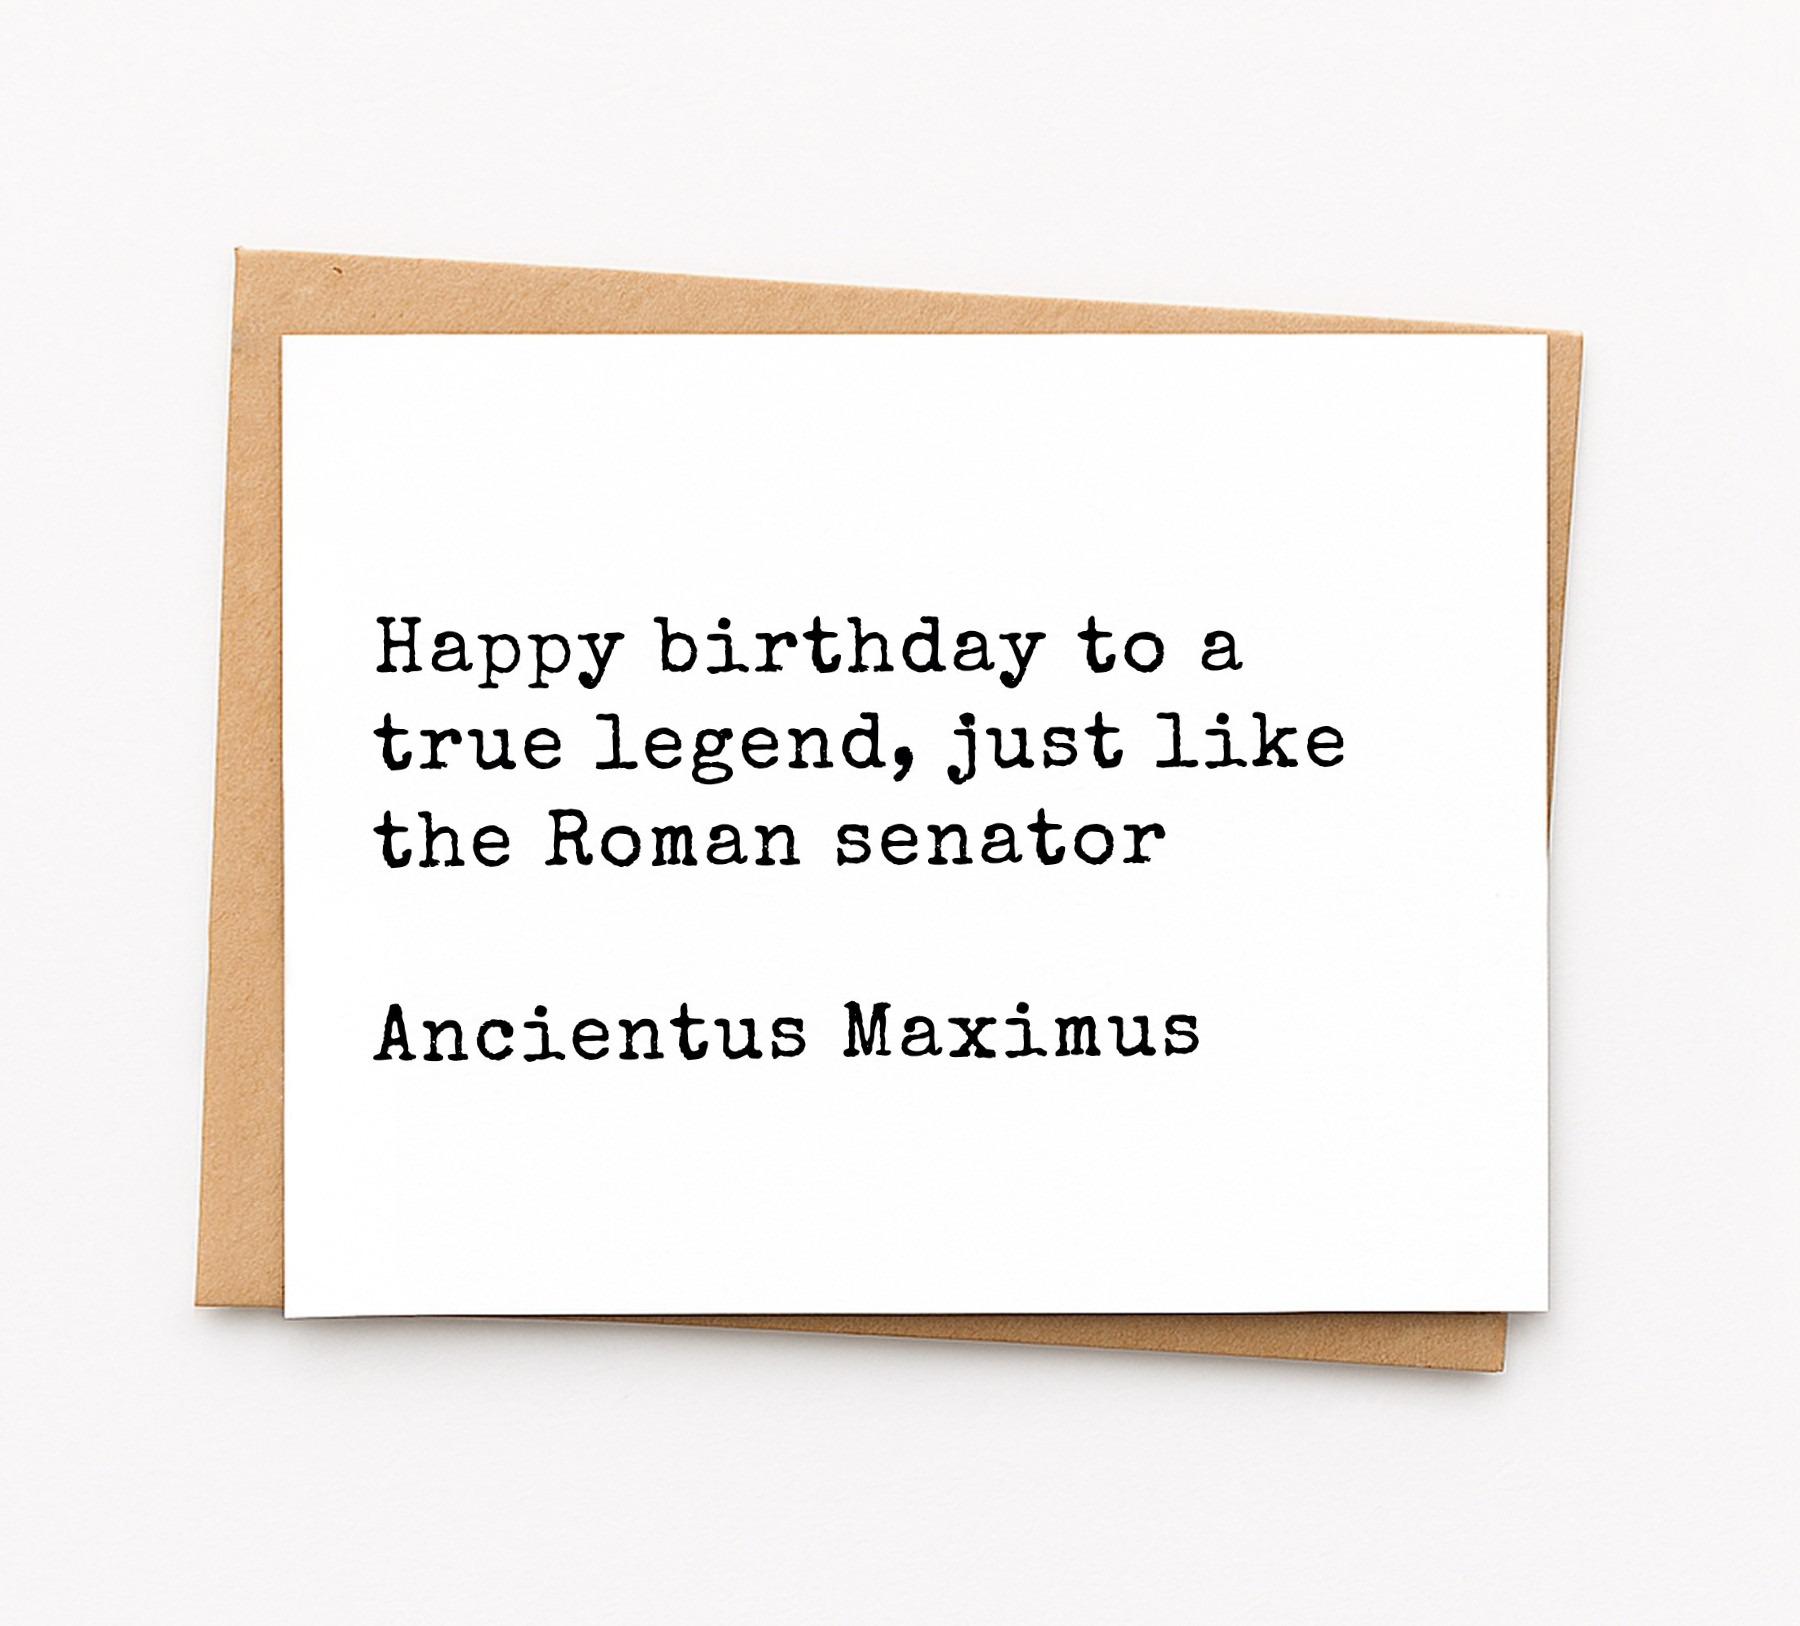 Happy birthday to a
true legend, just like
the Roman senator
Ancientus Maximus